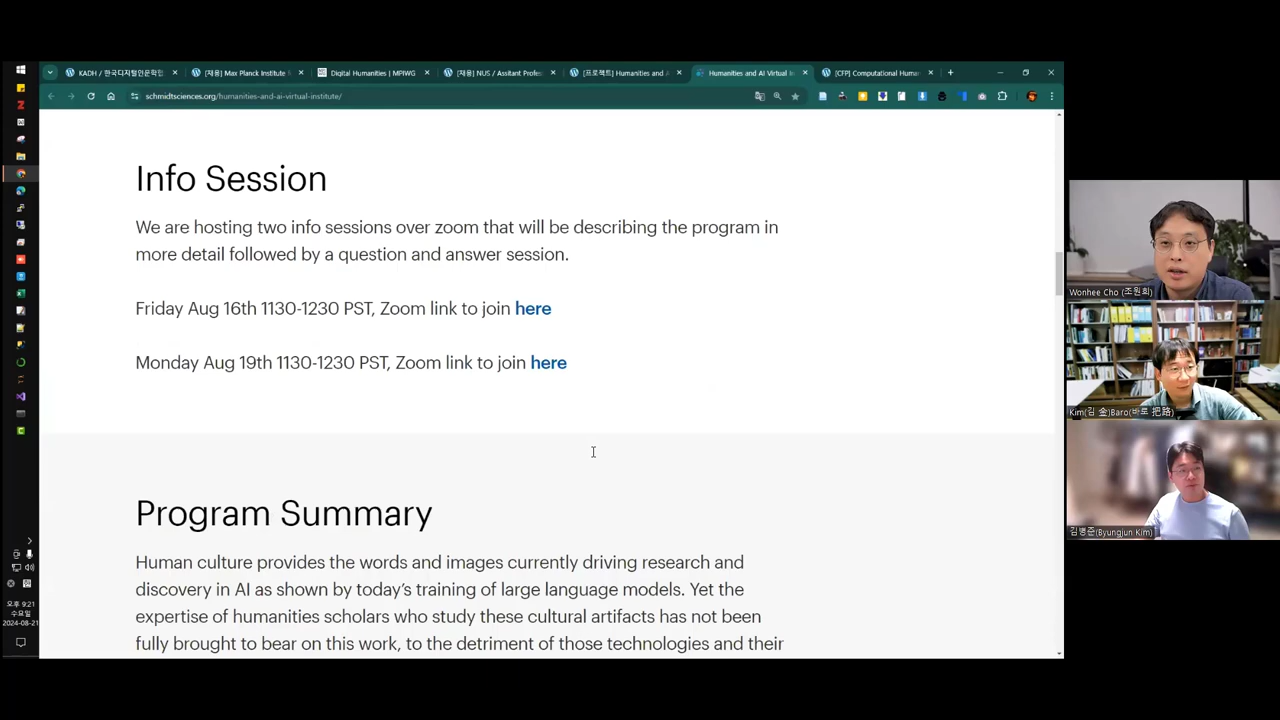 KADH / 한국디지털인문학협
[채용] Max Planck Institute
Digital Humanities | MPIWG
[채용] NUS / Assitant Profes
[프로젝트] Humanities and A
Humanities and AI Virtual In
[CFP] Computational Human
schmidtsciences.org/humanities-and-ai-virtual-institute/
Info Session
We are hosting two info sessions over zoom that will be describing the program in
more detail followed by a question and answer session.
Friday Aug 16th 1130-1230 PST, Zoom link to join here
Monday Aug 19th 1130-1230 PST, Zoom link to join here
Program Summary
Human culture provides the words and images currently driving research and
discovery in AI as shown by today’s training of large language models. Yet the
expertise of humanities scholars who study these cultural artifacts has not been
fully brought to bear on this work, to the detriment of those technologies and their
오후 9:21
수요일
2024-08-21
Wonhee Cho (조원희)
Kim(김 金)Baro(바로 把路)
김병준(Byungjun Kim)